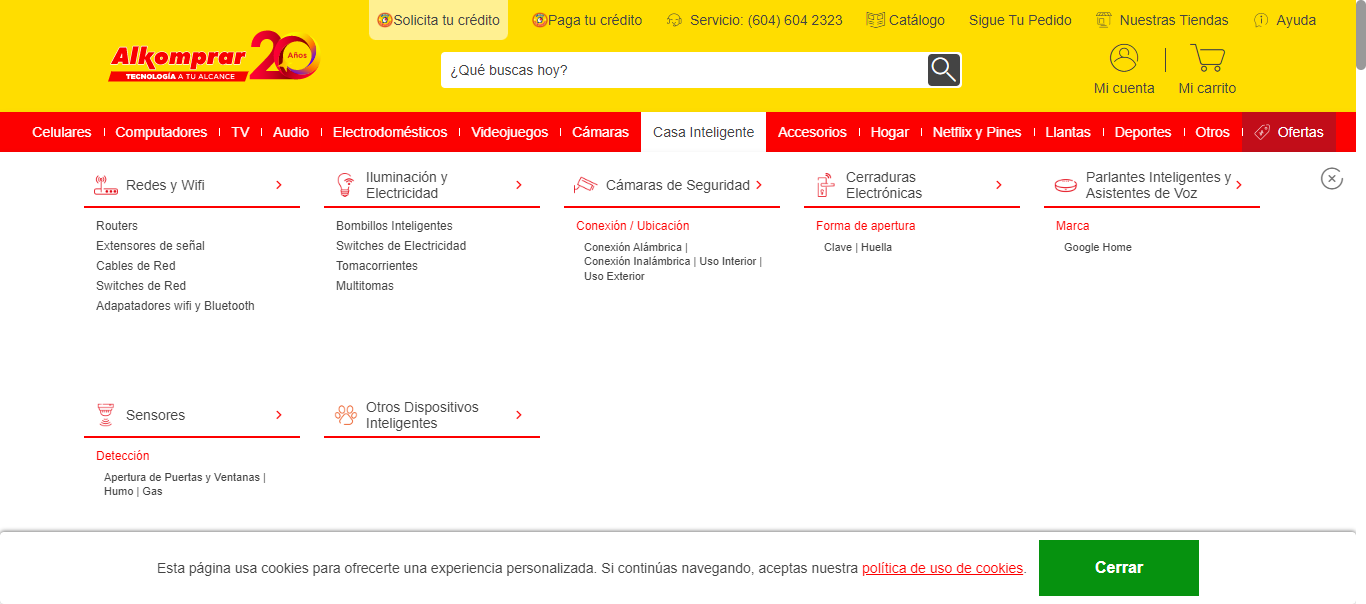 Solicita tu crédito
Paga tu crédito
Servicio: (604) 604 2323
Catálogo
Sigue Tu Pedido
Nuestras Tiendas
Ayuda
Alkomprar 20 Años
TECNOLOGÍA A TU ALCANCE
¿Qué buscas hoy?
Mi cuenta
Mi carrito
Celulares
Computadores
TV
Audio
Electrodomésticos
Videojuegos
Cámaras
Casa Inteligente
Accesorios
Hogar
Netflix y Pines
Llantas
Deportes
Otros
Ofertas
Redes y Wifi
Routers
Extensores de señal
Cables de Red
Switches de Red
Adapatadores wifi y Bluetooth
Iluminación y
Electricidad
Bombillos Inteligentes
Switches de Electricidad
Tomacorrientes
Multitomas
Cámaras de Seguridad
Conexión / Ubicación
Conexión Alámbrica |
Conexión Inalámbrica | Uso Interior |
Uso Exterior
Cerraduras
Electrónicas
Forma de apertura
Clave | Huella
Parlantes Inteligentes y
Asistentes de Voz
Marca
Google Home
Sensores
Detección
Apertura de Puertas y Ventanas |
Humo | Gas
Otros Dispositivos
Inteligentes
Esta página usa cookies para ofrecerte una experiencia personalizada. Si continúas navegando, aceptas nuestra política de uso de cookies.
Cerrar